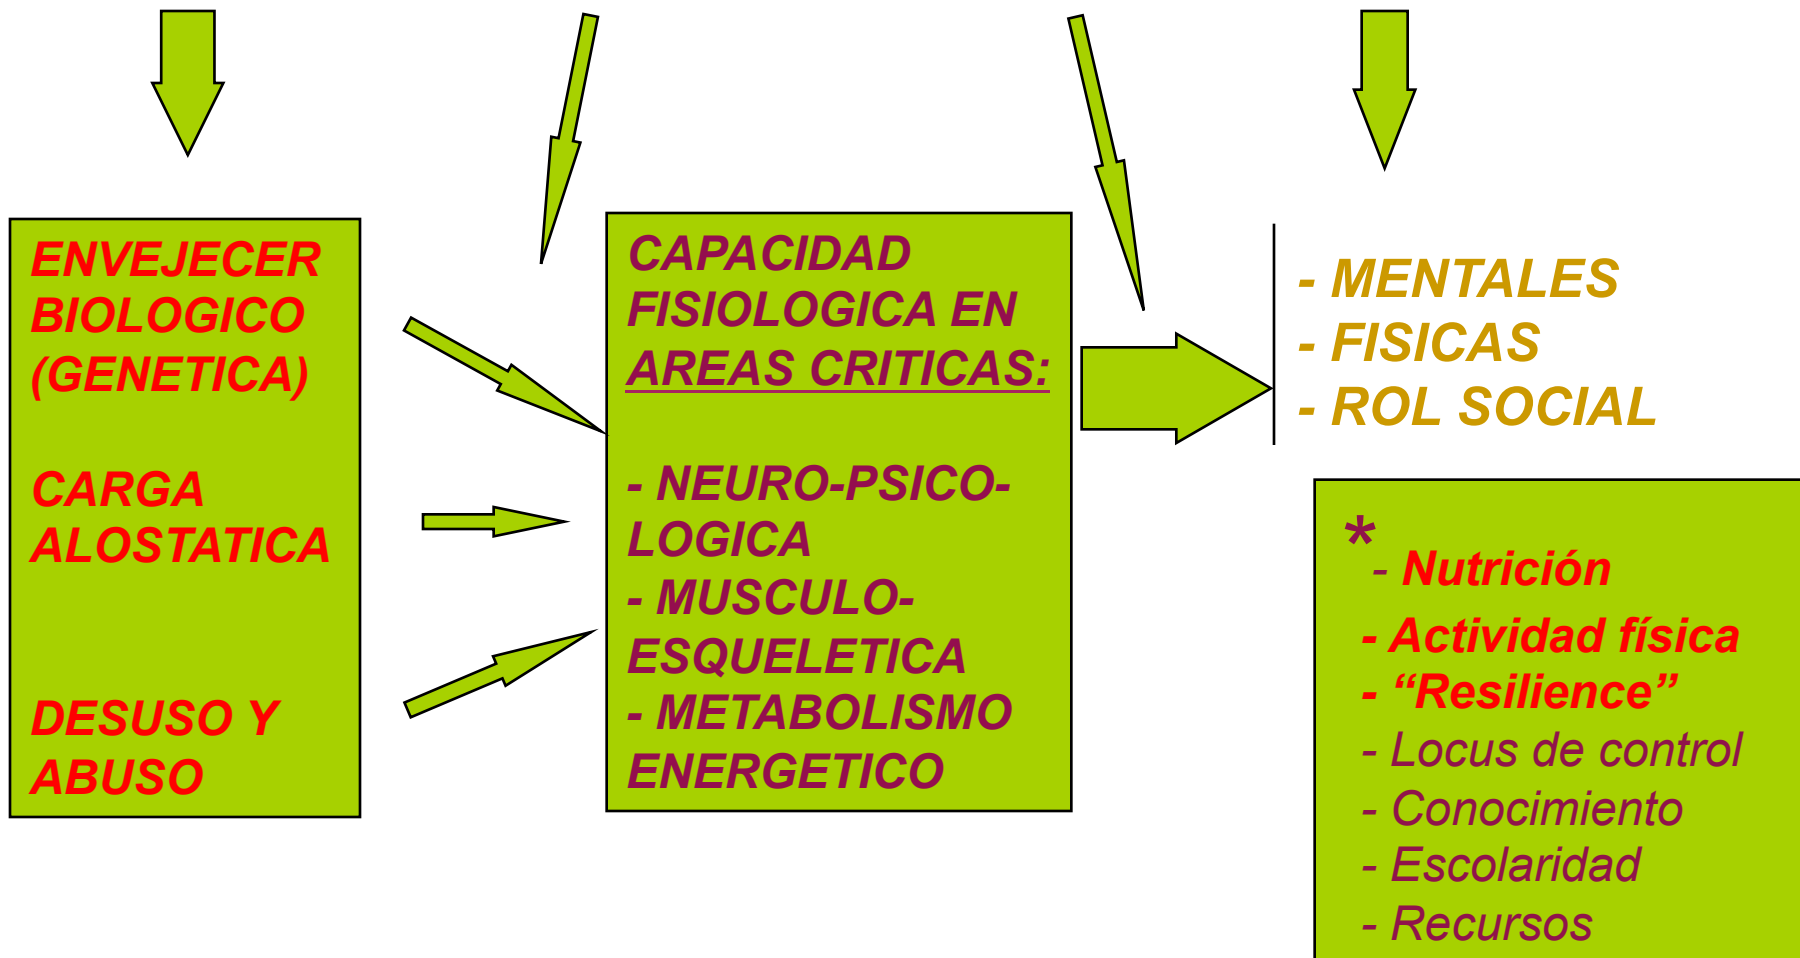 ENVEJECER
BIOLOGICO
(GENETICA)
CARGA
ALOSTATICA
DESUSO Y
ABUSO
CAPACIDAD
FISIOLOGICA EN
AREAS CRITICAS:
- NEURO-PSICO-
LOGICA
- MUSCULO-
ESQUELETICA
- METABOLISMO
ENERGETICO
- MENTALES
- FISICAS
- ROL SOCIAL
*
- Nutrición
- Actividad física
- “Resilience”
- Locus de control
- Conocimiento
- Escolaridad
- Recursos